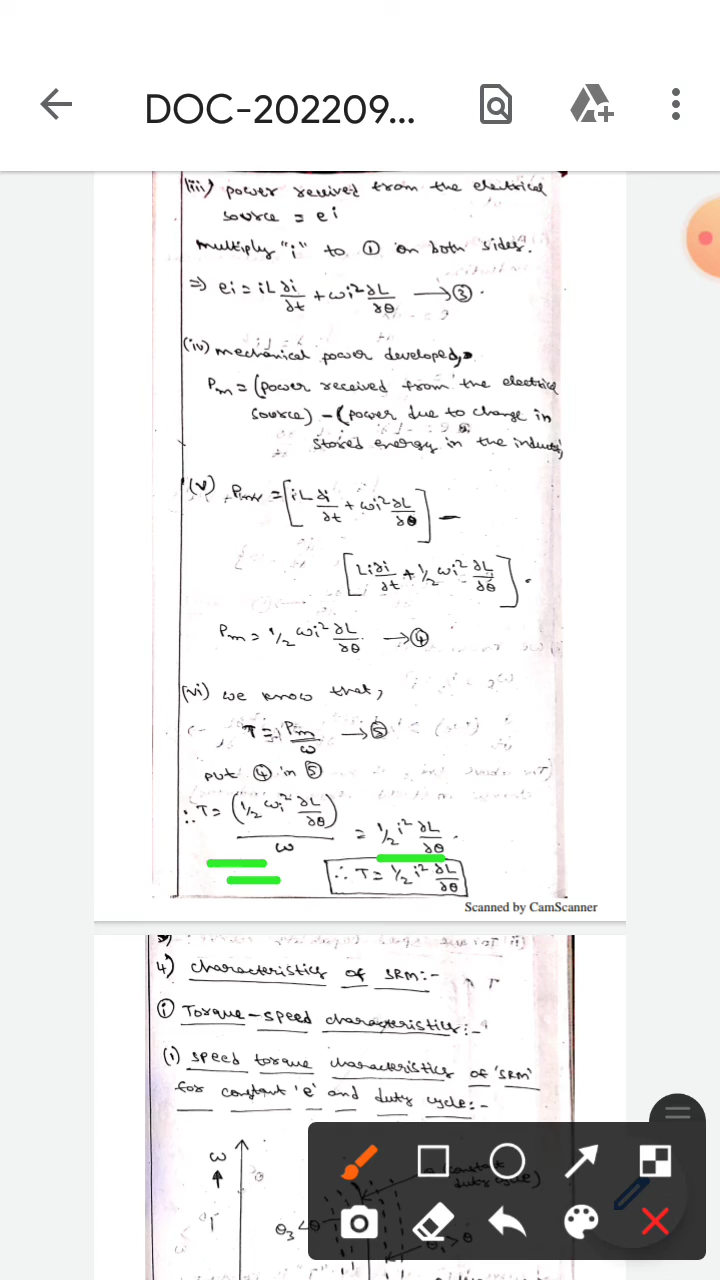 DOC-202209...
(iii) power received from the electrical
source = ei
multiply "i" to ① on both sides.
⇒ ei = iL ∂i/∂t + ωi² ∂L/∂θ → ③.
(iv) mechanical power developed,
Pm = (power received from the electrical
source) - (power due to change in
stored energy in the induct
(v) Pm = [iL ∂i/∂t + ωi² ∂L/∂θ] -
[Li ∂i/∂t + 1/2 ωi² ∂L/∂θ].
Pm = 1/2 ωi² ∂L/∂θ → ④
(vi) we know that,
T = Pm/ω → ⑤
put ④ in ⑤
∴ T = (1/2 ωi² ∂L/∂θ)/ω = 1/2 i² ∂L/∂θ.
∴ T = 1/2 i² ∂L/∂θ
Scanned by CamScanner
4) characteristics of SRM:-
① Torque-speed characteristics:-
(1) speed torque characteristics of 'SRM'
for constant 'e' and duty cycle:-
ω
θ3 < θ
duty cycle)